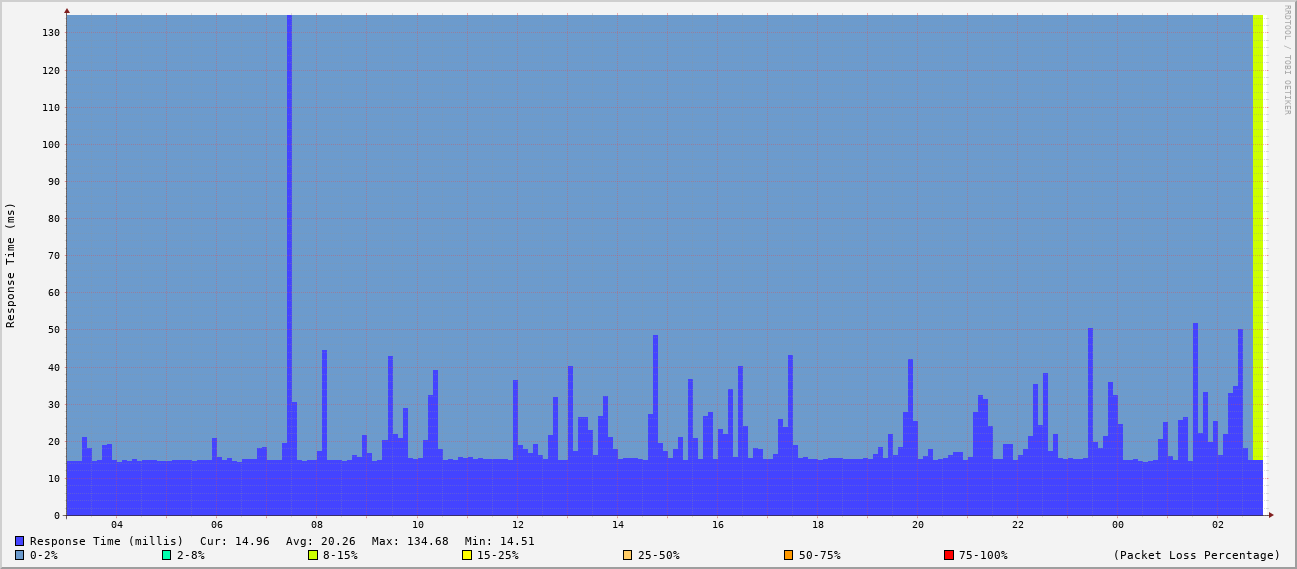 RRDTOOL / TOBI OETIKER
Response Time (ms)
130
120
110
100
90
80
70
60
50
40
30
20
10
0
04 06 08 10 12 14 16 18 20 22 00 02
Response Time (millis) Cur: 14.96 Avg: 20.26 Max: 134.68 Min: 14.51
0-2% 2-8% 8-15% 15-25% 25-50% 50-75% 75-100% (Packet Loss Percentage)